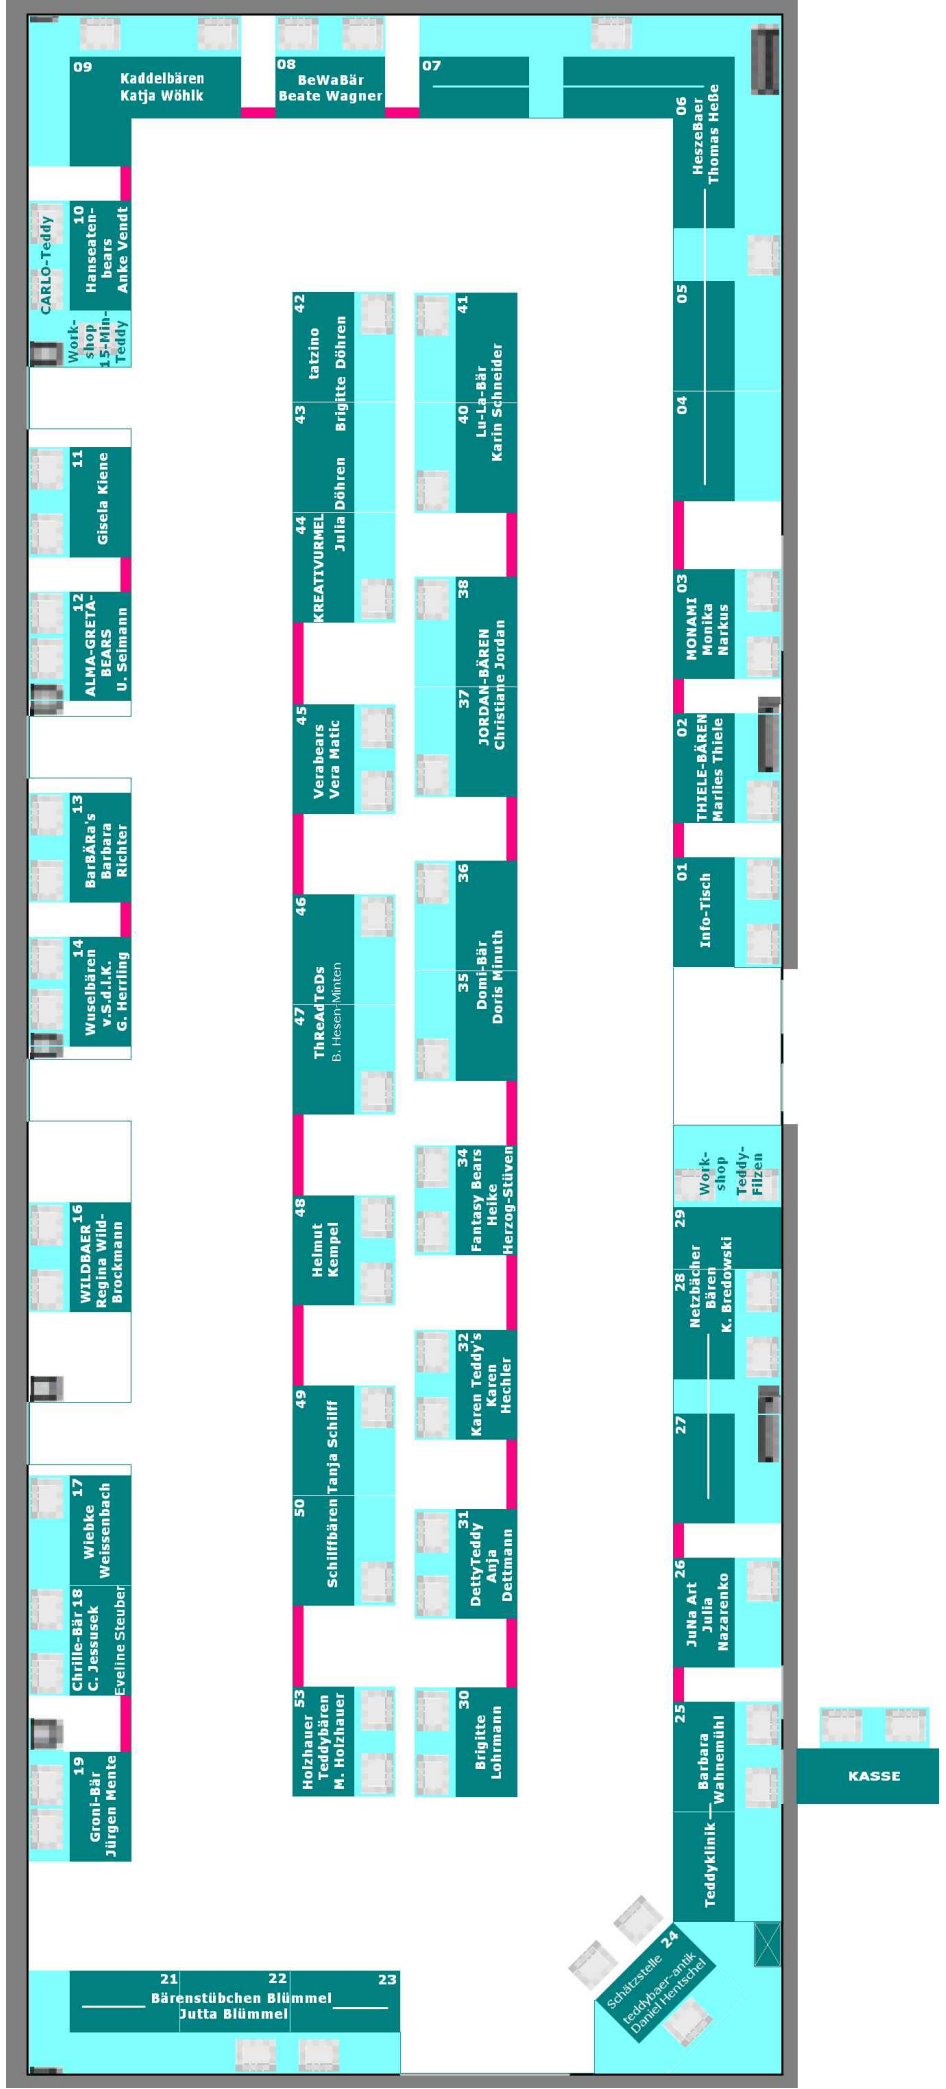 09
Kaddelbären
Katja Wöhlk
08
BeWaBär
Beate Wagner
07
06
HeszeBaer
Thomas Heße
05
04
03
MONAMI
Monika
Narkus
02
THIELE-BÄREN
Marlies Thiele
01
Info-Tisch
CARLO-Teddy
10
Hanseaten-
bears
Anke Vendt
Work-
shop
15-Min-
Teddy
11
Gisela Kiene
12
ALMA-GRETA-
BEARS
U. Seimann
13
BarBÄRa's
Barbara
Richter
14
Wuselbären
v.S.d.l.K.
G. Herrling
16
WILDBAER
Regina Wild-
Brockmann
17
Wiebke
Weissenbach
Chrille-Bär 18
C. Jessusek
Eveline Steuber
19
Groni-Bär
Jürgen Mente
42
tatzino
Brigitte Döhren
43
Julia Döhren
44
KREATIVURMEL
45
Verabears
Vera Matic
46
47
ThReAdTeDs
B. Hesen-Minten
48
Helmut
Kempel
49
50
Schilffbären Tanja Schilff
53
Holzhauer
Teddybären
M. Holzhauer
41
40
Lu-La-Bär
Karin Schneider
38
37
JORDAN-BÄREN
Christiane Jordan
36
35
Domi-Bär
Doris Minuth
34
Fantasy Bears
Heike
Herzog-Stüven
32
Karen Teddy's
Karen
Hechler
31
DettyTeddy
Anja
Dettmann
30
Brigitte
Lohrmann
Work-
shop
Teddy-
Filzen
29
28
Netzbächer
Bären
K. Bredowski
27
26
JuNa Art
Julia
Nazarenko
25
Barbara
Wahnemühl
Teddyklinik
KASSE
24
Schätzstelle
teddybaer-antik
Daniel Hentschel
21
22
23
Bärenstübchen Blümmel
Jutta Blümmel